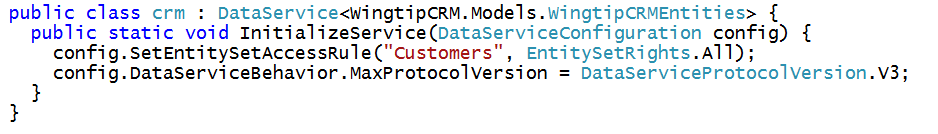 public class crm : DataService<WingtipCRM.Models.WingtipCRMEntities> {
  public static void InitializeService(DataServiceConfiguration config) {
    config.SetEntitySetAccessRule("Customers", EntitySetRights.All);
    config.DataServiceBehavior.MaxProtocolVersion = DataServiceProtocolVersion.V3;
  }
}